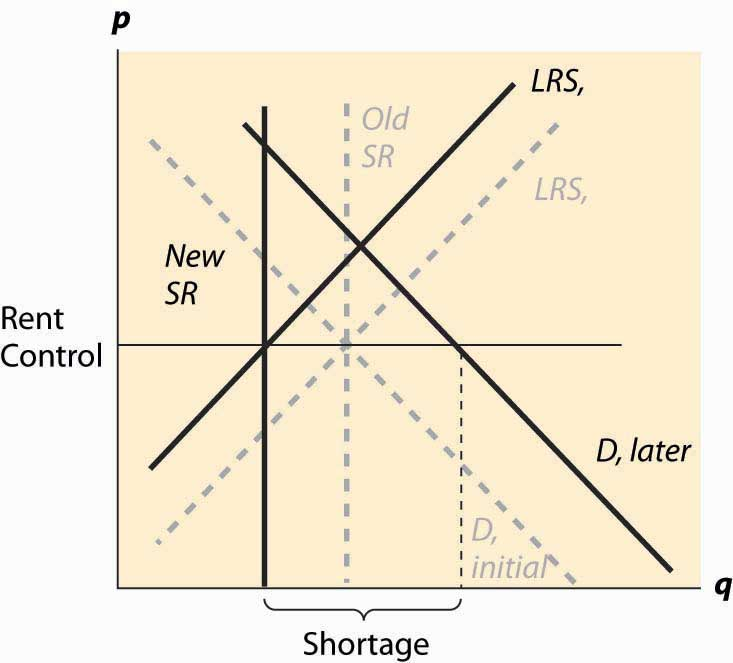 p
LRS,
Old
SR
LRS,
New
SR
Rent
Control
D, later
D,
initial
q
Shortage